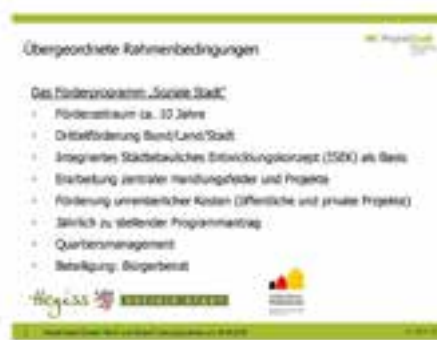 Übergeordnete Rahmenbedingungen
Das Förderprogramm „Soziale Stadt"
- Förderzeitraum ca. 10 Jahre
- Drittelförderung Bund/Land/Stadt
- Integriertes Städtebauliches Entwicklungskonzept (ISEK) als Basis
- Erarbeitung zentraler Handlungsfelder und Projekte
- Förderung unrentierlicher Kosten (öffentliche und private Projekte)
- Jährlich zu stellender Programmantrag
- Quartiersmanagement
- Beteiligung: Bürgerbeirat
Hegiss